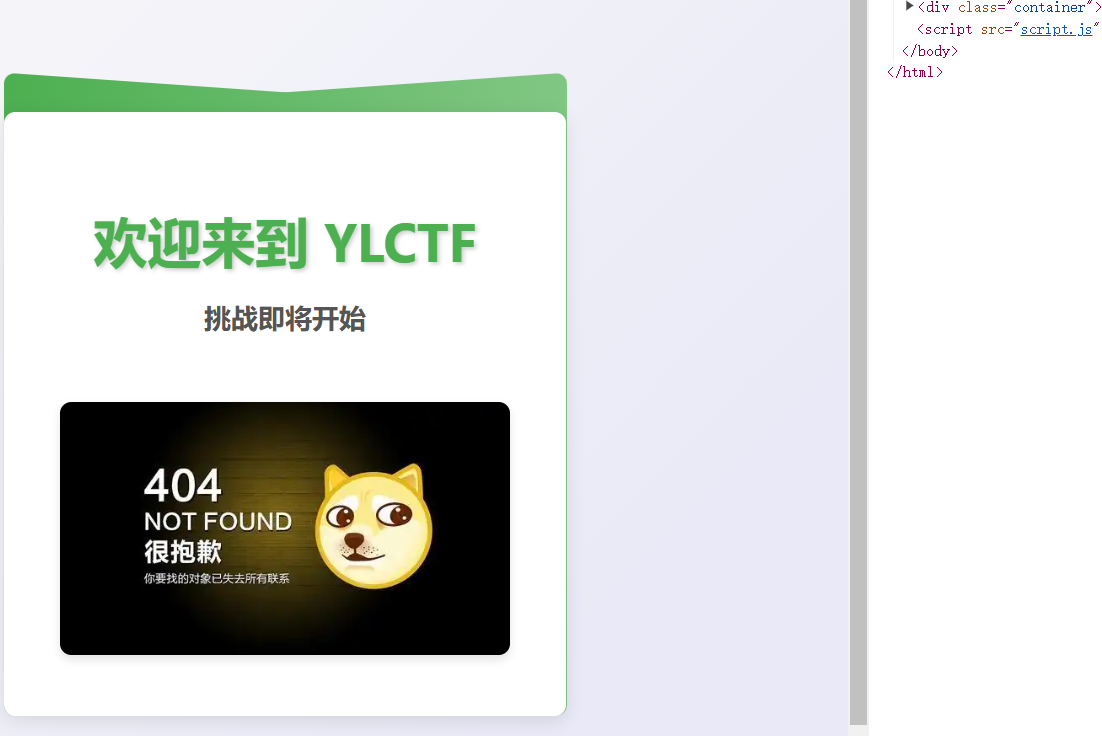 欢迎来到 YLCTF
挑战即将开始
404
NOT FOUND
很抱歉
你要找的对象已失去所有联系
▶<div class="container">
<script src="script.js"
</body>
</html>